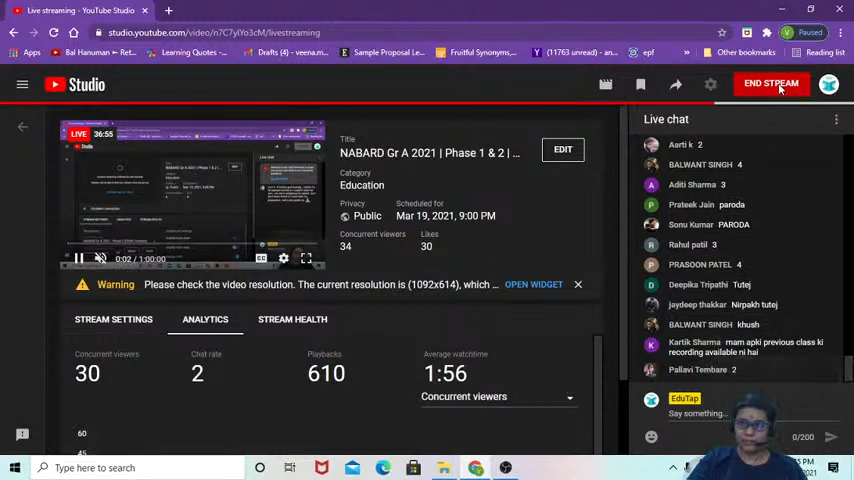 Live streaming - YouTube Studio
studio.youtube.com/video/n7C7ylYo3cM/livestreaming
V Paused
Apps Bal Hanuman ← Ret... Learning Quotes -... Drafts (4) - veena.m... Sample Proposal Le... Fruitful Synonyms,... (11763 unread) - an... epf » Other bookmarks Reading list
Studio
END STREAM
LIVE 36:55
0:02 / 1:00:00
Title
NABARD Gr A 2021 | Phase 1 & 2 | ...
EDIT
Category
Education
Privacy Scheduled for
Public Mar 19, 2021, 9:00 PM
Concurrent viewers Likes
34 30
Warning Please check the video resolution. The current resolution is (1092x614), which ... OPEN WIDGET
STREAM SETTINGS ANALYTICS STREAM HEALTH
Concurrent viewers Chat rate Playbacks Average watchtime
30 2 610 1:56
Concurrent viewers
60
45
Live chat
Aarti k 2
BALWANT SINGH 4
Aditi Sharma 3
Prateek Jain paroda
Sonu Kumar PARODA
Rahul patil 3
PRASOON PATEL 4
Deepika Tripathi Tutej
jaydeep thakkar Nirpakh tutej
BALWANT SINGH khush
Kartik Sharma mam apki previous class ki
recording available ni hai
Pallavi Tembare 2
EduTap
Say something...
0/200
Type here to search